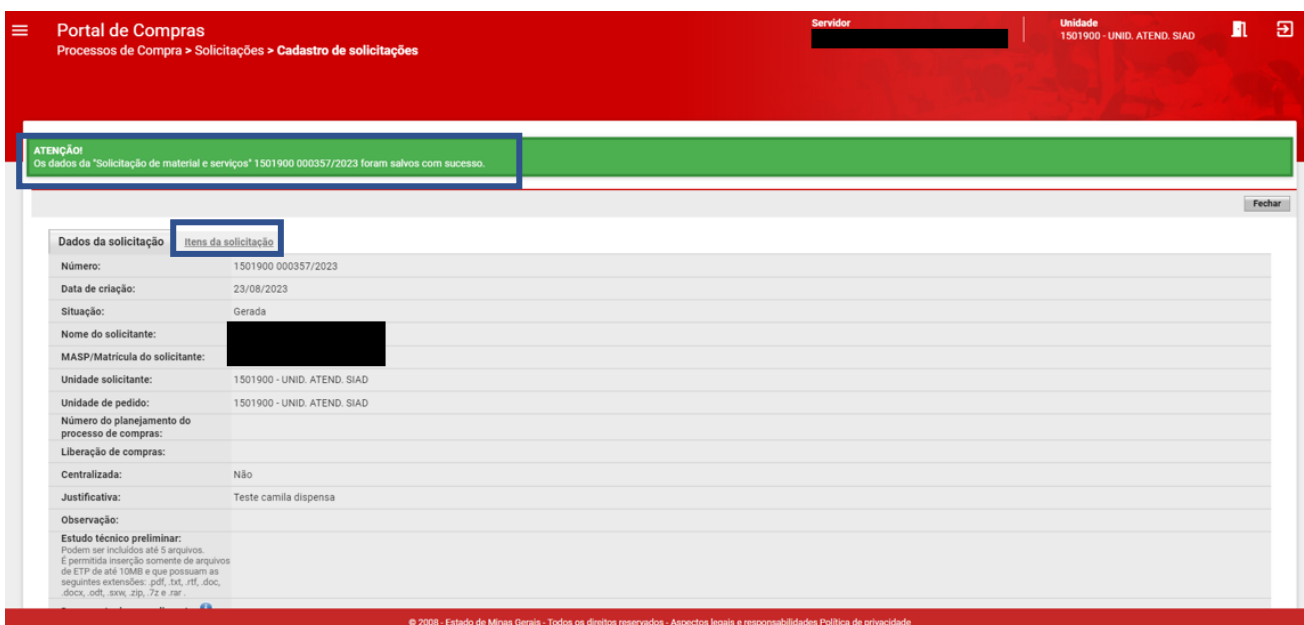 Portal de Compras
Processos de Compra > Solicitações > Cadastro de solicitações
Servidor
Unidade
1501900 - UNID. ATEND. SIAD
ATENÇÃO!
Os dados da "Solicitação de material e serviços" 1501900 000357/2023 foram salvos com sucesso.
Fechar
Dados da solicitação Itens da solicitação
Número: 1501900 000357/2023
Data de criação: 23/08/2023
Situação: Gerada
Nome do solicitante:
MASP/Matrícula do solicitante:
Unidade solicitante: 1501900 - UNID. ATEND. SIAD
Unidade de pedido: 1501900 - UNID. ATEND. SIAD
Número do planejamento do
processo de compras:
Liberação de compras:
Centralizada: Não
Justificativa: Teste camila dispensa
Observação:
Estudo técnico preliminar:
Podem ser incluídos até 5 arquivos.
É permitida inserção somente de arquivos
de ETP de até 10MB e que possuam as
seguintes extensões: .pdf, .txt, .rtf, .doc,
.docx, .odt, .sxw, .zip, .7z e .rar .
© 2008 - Estado de Minas Gerais - Todos os direitos reservados - Aspectos legais e responsabilidades Política de privacidade